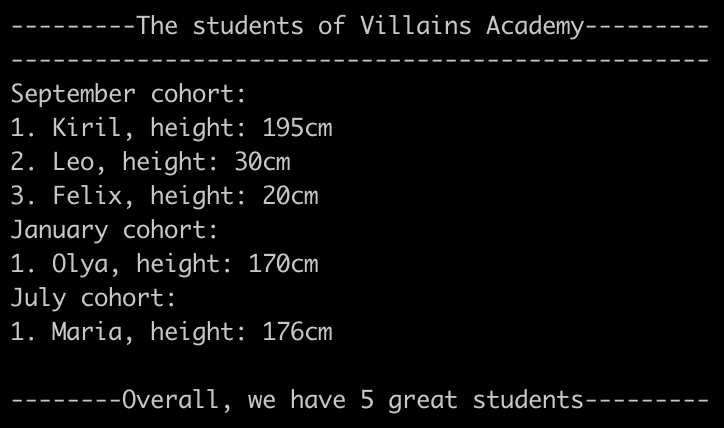 ---------The students of Villains Academy---------
--------------------------------------------------
September cohort:
1. Kiril, height: 195cm
2. Leo, height: 30cm
3. Felix, height: 20cm
January cohort:
1. Olya, height: 170cm
July cohort:
1. Maria, height: 176cm
--------Overall, we have 5 great students---------